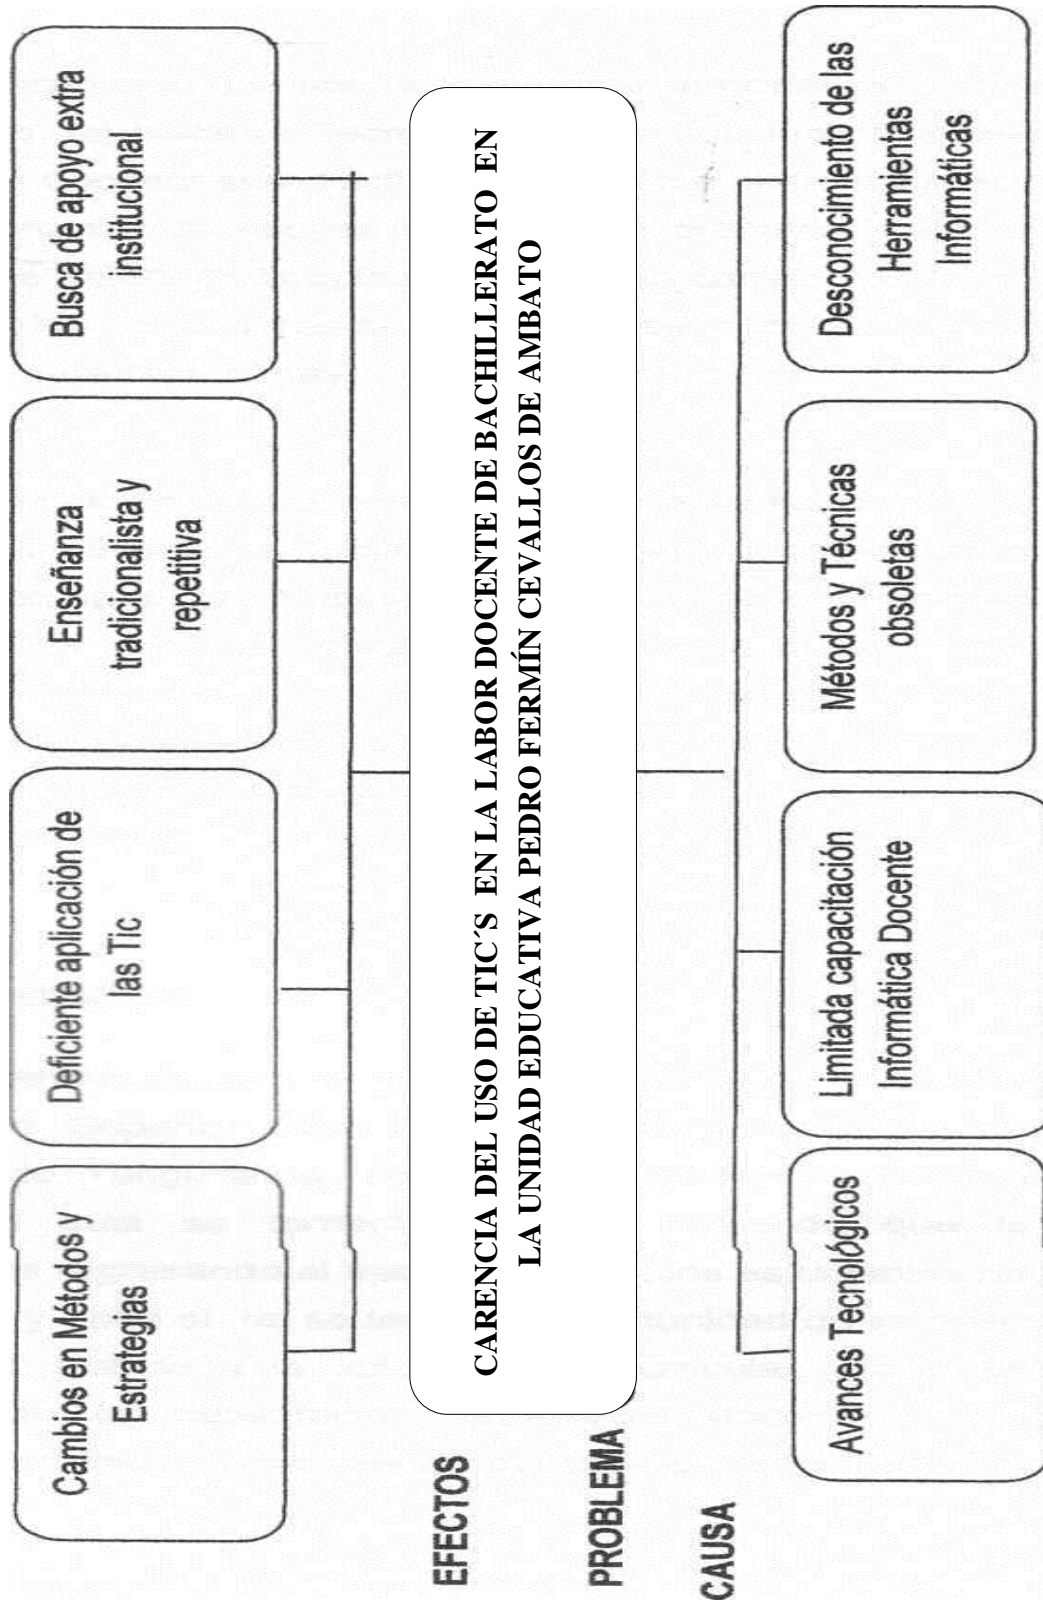 Cambios en Métodos y
Estrategias
Deficiente aplicación de
las Tic
Enseñanza
tradicionalista y
repetitiva
Busca de apoyo extra
institucional
EFECTOS
CARENCIA DEL USO DE TIC´S EN LA LABOR DOCENTE DE BACHILLERATO EN
LA UNIDAD EDUCATIVA PEDRO FERMÍN CEVALLOS DE AMBATO
PROBLEMA
CAUSA
Avances Tecnológicos
Limitada capacitación
Informática Docente
Métodos y Técnicas
obsoletas
Desconocimiento de las
Herramientas
Informáticas